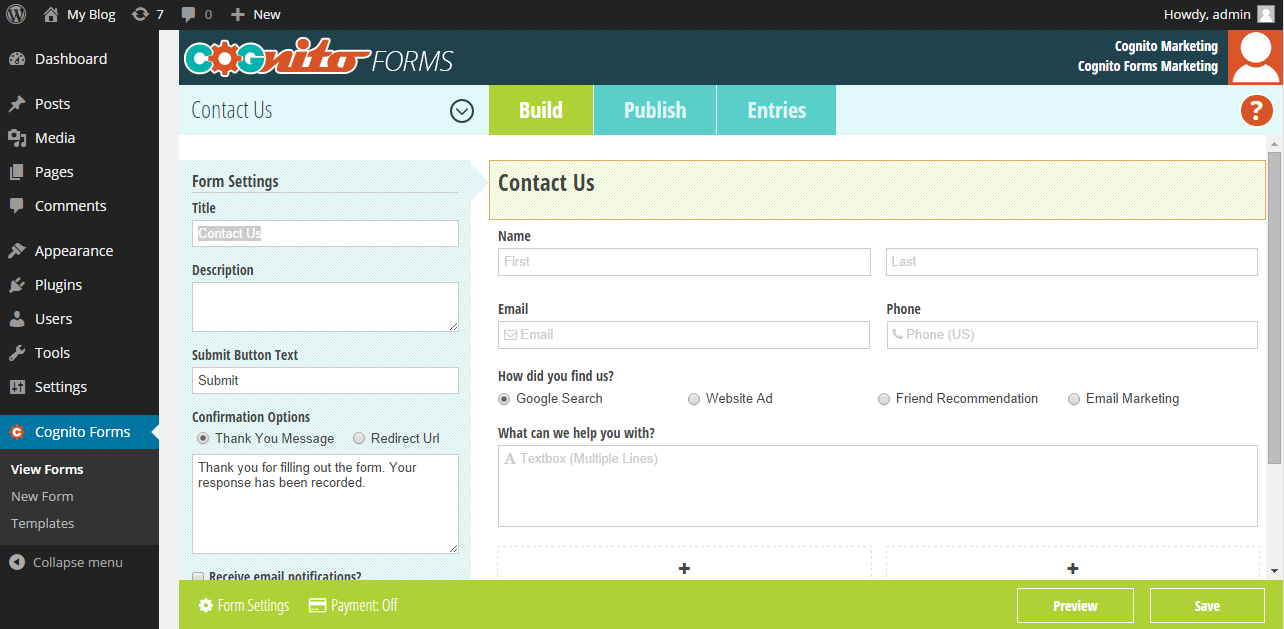 My Blog 7 0 New Howdy, admin
Dashboard
Posts
Media
Pages
Comments
Appearance
Plugins
Users
Tools
Settings
Cognito Forms
View Forms
New Form
Templates
Collapse menu
COGnito FORMS
Cognito Marketing
Cognito Forms Marketing
Contact Us
Build Publish Entries ?
Form Settings
Title
Contact Us
Description
Submit Button Text
Submit
Confirmation Options
Thank You Message Redirect Url
Thank you for filling out the form. Your
response has been recorded.
Receive email notifications?
Contact Us
Name
First Last
Email Phone
Email Phone (US)
How did you find us?
Google Search Website Ad Friend Recommendation Email Marketing
What can we help you with?
A Textbox (Multiple Lines)
+ +
Form Settings Payment: Off Preview Save